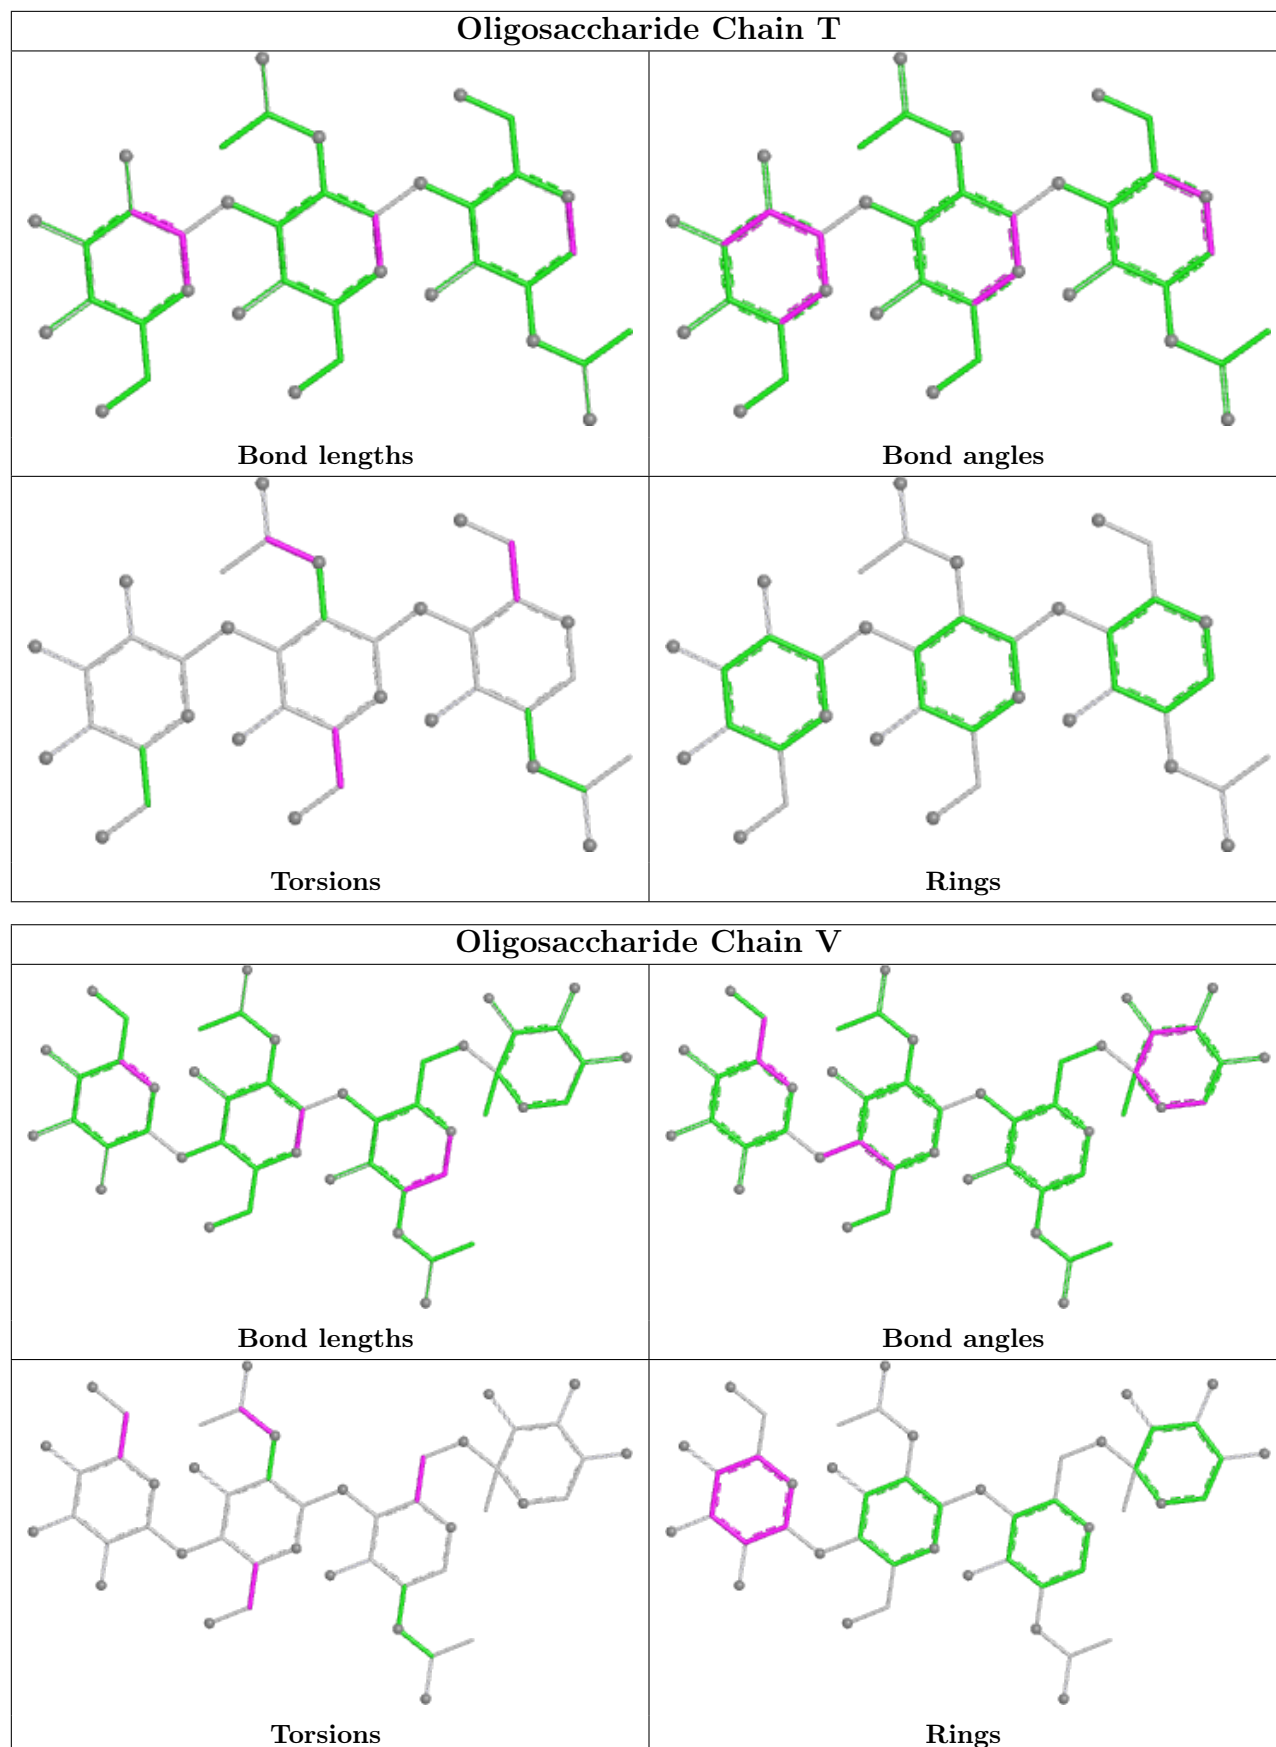 Oligosaccharide Chain T
Bond lengths
Bond angles
Torsions
Rings
Oligosaccharide Chain V
Bond lengths
Bond angles
Torsions
Rings